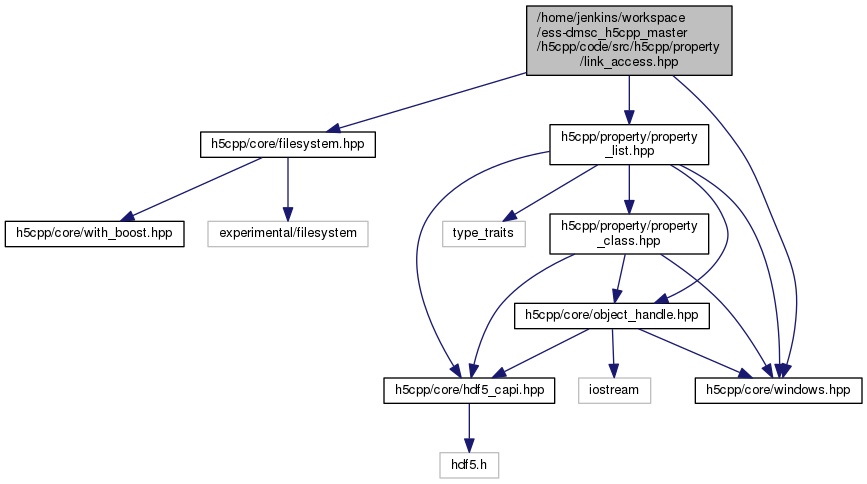 /home/jenkins/workspace
/ess-dmsc_h5cpp_master
/h5cpp/code/src/h5cpp/property
/link_access.hpp
h5cpp/core/filesystem.hpp
h5cpp/property/property
_list.hpp
h5cpp/core/with_boost.hpp
experimental/filesystem
type_traits
h5cpp/property/property
_class.hpp
h5cpp/core/object_handle.hpp
h5cpp/core/hdf5_capi.hpp
iostream
h5cpp/core/windows.hpp
hdf5.h